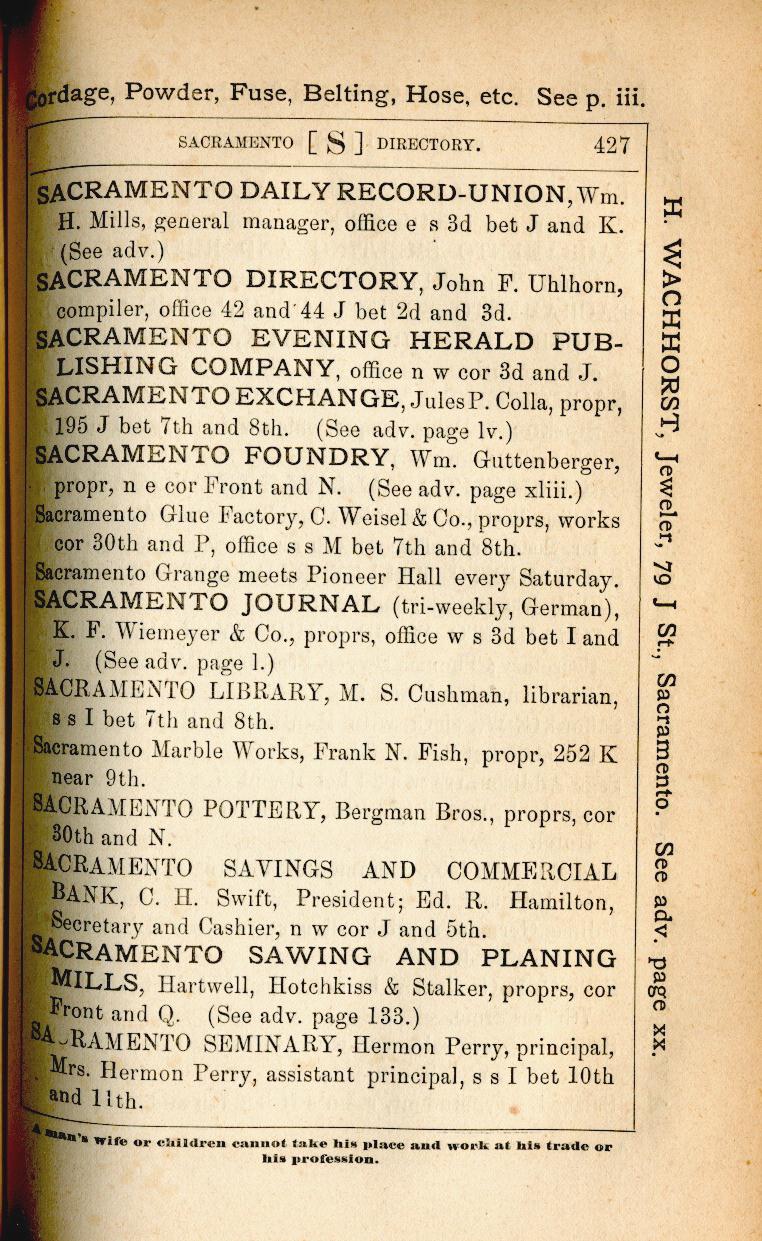 Cordage, Powder, Fuse, Belting, Hose, etc. See p. iii.
SACRAMENTO [ S ] DIRECTORY. 427
SACRAMENTO DAILY RECORD-UNION, Wm.
H. Mills, general manager, office e s 3d bet J and K.
(See adv.)
SACRAMENTO DIRECTORY, John F. Uhlhorn,
compiler, office 42 and 44 J bet 2d and 3d.
SACRAMENTO EVENING HERALD PUB-
LISHING COMPANY, office n w cor 3d and J.
SACRAMENTO EXCHANGE, Jules P. Colla, propr,
195 J bet 7th and 8th. (See adv. page lv.)
SACRAMENTO FOUNDRY, Wm. Guttenberger,
propr, n e cor Front and N. (See adv. page xliii.)
Sacramento Glue Factory, C. Weisel & Co., proprs, works
cor 30th and P, office s s M bet 7th and 8th.
Sacramento Grange meets Pioneer Hall every Saturday.
SACRAMENTO JOURNAL (tri-weekly, German),
K. F. Wiemeyer & Co., proprs, office w s 3d bet I and
J. (See adv. page l.)
SACRAMENTO LIBRARY, M. S. Cushman, librarian,
s s I bet 7th and 8th.
Sacramento Marble Works, Frank N. Fish, propr, 252 K
near 9th.
SACRAMENTO POTTERY, Bergman Bros., proprs, cor
30th and N.
SACRAMENTO SAVINGS AND COMMERCIAL
BANK, C. H. Swift, President; Ed. R. Hamilton,
Secretary and Cashier, n w cor J and 5th.
SACRAMENTO SAWING AND PLANING
MILLS, Hartwell, Hotchkiss & Stalker, proprs, cor
Front and Q. (See adv. page 133.)
SACRAMENTO SEMINARY, Hermon Perry, principal,
Mrs. Hermon Perry, assistant principal, s s I bet 10th
and 11th.
A man's wife or children cannot take his place and work at his trade or
his profession.
H. WACHHORST, Jeweler, 79 J St., Sacramento. See adv. page xx.